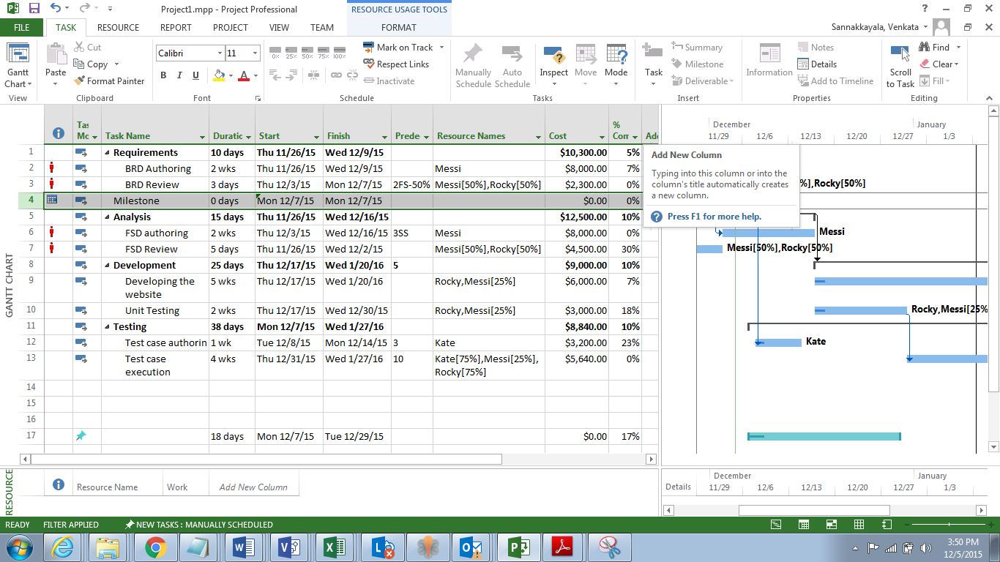 Project1.mpp - Project Professional
RESOURCE USAGE TOOLS
?
FILE TASK RESOURCE REPORT PROJECT VIEW TEAM FORMAT
Sannakkayala, Venkata
Gantt Chart
View
Paste
Cut
Copy
Format Painter
Clipboard
Calibri 11
B I U A
Font
0% 25% 50% 75% 100%
Mark on Track
Respect Links
Inactivate
Schedule
Manually Schedule
Auto Schedule
Inspect
Move
Mode
Tasks
Task
Summary
Milestone
Deliverable
Insert
Information
Notes
Details
Add to Timeline
Properties
Scroll to Task
Find
Clear
Fill
Editing
GANTT CHART
Tas Mo Task Name Duratio Start Finish Prede Resource Names Cost % Com Add
1 Requirements 10 days Thu 11/26/15 Wed 12/9/15 $10,300.00 5%
2 BRD Authoring 2 wks Thu 11/26/15 Wed 12/9/15 Messi $8,000.00 7%
3 BRD Review 3 days Thu 12/3/15 Mon 12/7/15 2FS-50% Messi[50%],Rocky[50%] $2,300.00 0%
4 Milestone 0 days Mon 12/7/15 Mon 12/7/15 $0.00 0%
5 Analysis 15 days Thu 11/26/15 Wed 12/16/15 $12,500.00 10%
6 FSD authoring 2 wks Thu 12/3/15 Wed 12/16/15 3SS Messi $8,000.00 0%
7 FSD Review 5 days Thu 11/26/15 Wed 12/2/15 Messi[50%],Rocky[50%] $4,500.00 30%
8 Development 25 days Thu 12/17/15 Wed 1/20/16 5 $9,000.00 10%
9 Developing the website 5 wks Thu 12/17/15 Wed 1/20/16 Rocky,Messi[25%] $6,000.00 7%
10 Unit Testing 2 wks Thu 12/17/15 Wed 12/30/15 Rocky,Messi[25%] $3,000.00 18%
11 Testing 38 days Mon 12/7/15 Wed 1/27/16 $8,840.00 10%
12 Test case authorin 1 wk Tue 12/8/15 Mon 12/14/15 3 Kate $3,200.00 23%
13 Test case execution 4 wks Thu 12/31/15 Wed 1/27/16 10 Kate[75%],Messi[25%], Rocky[75%] $5,640.00 0%
14
15
16
17 18 days Mon 12/7/15 Tue 12/29/15 $0.00 17%
December January
11/29 12/6 12/13 12/20 12/27 1/3
Add New Column
Typing into this column or into the
column's title automatically creates
a new column.
Press F1 for more help.
%],Rocky[50%]
Messi
Messi[50%],Rocky[50%]
Rocky,Messi[25%
Kate
RESOURCE
Resource Name Work Add New Column
Details
December January
11/29 12/6 12/13 12/20 12/27 1/3
READY FILTER APPLIED NEW TASKS : MANUALLY SCHEDULED
3:50 PM
12/5/2015